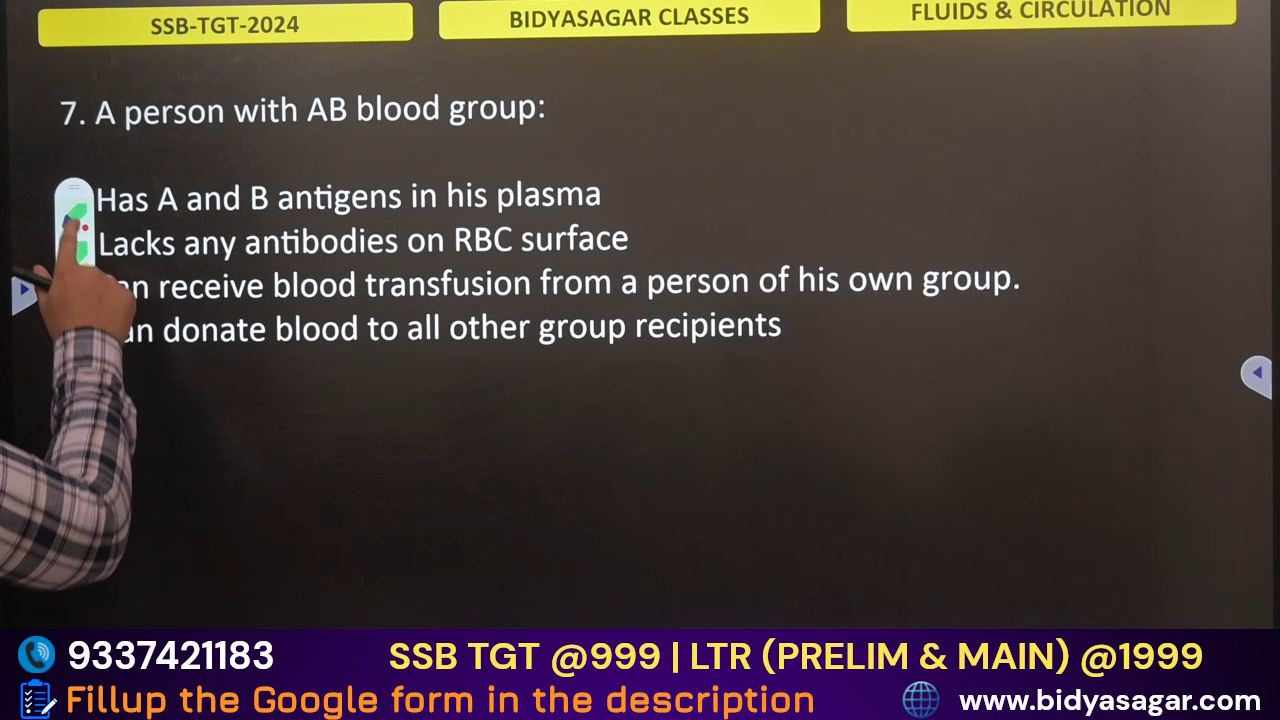 SSB-TGT-2024
BIDYASAGAR CLASSES
FLUIDS & CIRCULATION
7. A person with AB blood group:
Has A and B antigens in his plasma
Lacks any antibodies on RBC surface
an receive blood transfusion from a person of his own group.
an donate blood to all other group recipients
9337421183
SSB TGT @999 | LTR (PRELIM & MAIN) @1999
Fillup the Google form in the description
www.bidyasagar.com